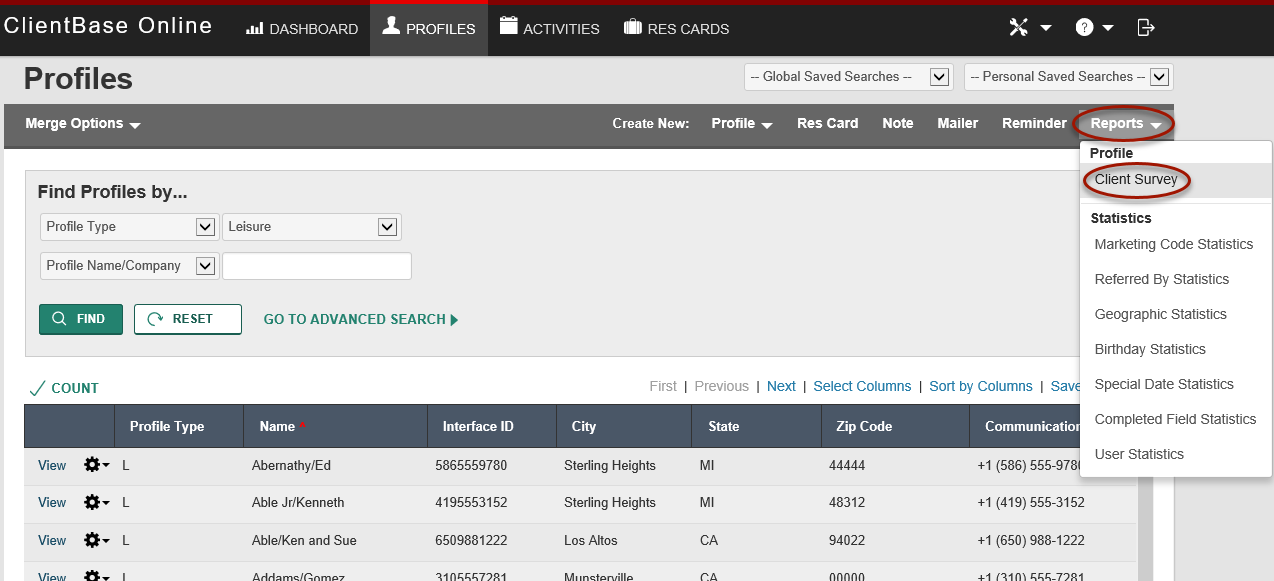 ClientBase Online
DASHBOARD
PROFILES
ACTIVITIES
RES CARDS
Profiles
-- Global Saved Searches --
-- Personal Saved Searches --
Merge Options
Create New: Profile Res Card Note Mailer Reminder Reports
Profile
Client Survey
Statistics
Marketing Code Statistics
Referred By Statistics
Geographic Statistics
Birthday Statistics
Special Date Statistics
Completed Field Statistics
User Statistics
Find Profiles by...
Profile Type Leisure
Profile Name/Company
FIND RESET GO TO ADVANCED SEARCH
COUNT
First | Previous | Next | Select Columns | Sort by Columns | Save
Profile Type Name Interface ID City State Zip Code Communication
View L Abernathy/Ed 5865559780 Sterling Heights MI 44444 +1 (586) 555-9780
View L Able Jr/Kenneth 4195553152 Sterling Heights MI 48312 +1 (419) 555-3152
View L Able/Ken and Sue 6509881222 Los Altos CA 94022 +1 (650) 988-1222
View L Addams/Gomez 3105557281 Munsterville CA 00000 +1 (310) 555-7281